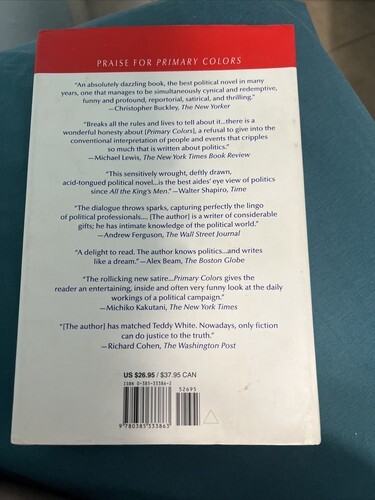 PRAISE FOR PRIMARY COLORS
"An absolutely dazzling book, the best political novel in many
years, one that manages to be simultaneously cynical and redemptive,
funny and profound, reportorial, satirical, and thrilling."
—Christopher Buckley, The New Yorker
"Breaks all the rules and lives to tell about it...there is a
wonderful honesty about [Primary Colors], a refusal to give into the
conventional interpretation of people and events that cripples
so much that is written about politics."
—Michael Lewis, The New York Times Book Review
"This sensitively wrought, deftly drawn,
acid-tongued political novel...is the best aides' eye view of politics
since All the King's Men."—Walter Shapiro, Time
"The dialogue throws sparks, capturing perfectly the lingo
of political professionals.... [The author] is a writer of considerable
gifts; he has intimate knowledge of the political world."
—Andrew Ferguson, The Wall Street Journal
"A delight to read. The author knows politics...and writes
like a dream."—Alex Beam, The Boston Globe
"The rollicking new satire...Primary Colors gives the
reader an entertaining, inside and often very funny look at the daily
workings of a political campaign."
—Michiko Kakutani, The New York Times
"[The author] has matched Teddy White. Nowadays, only fiction
can do justice to the truth."
—Richard Cohen, The Washington Post
US $26.95 / $37.95 CAN
ISBN 0-385-33386-2
52695
9 780385 333863